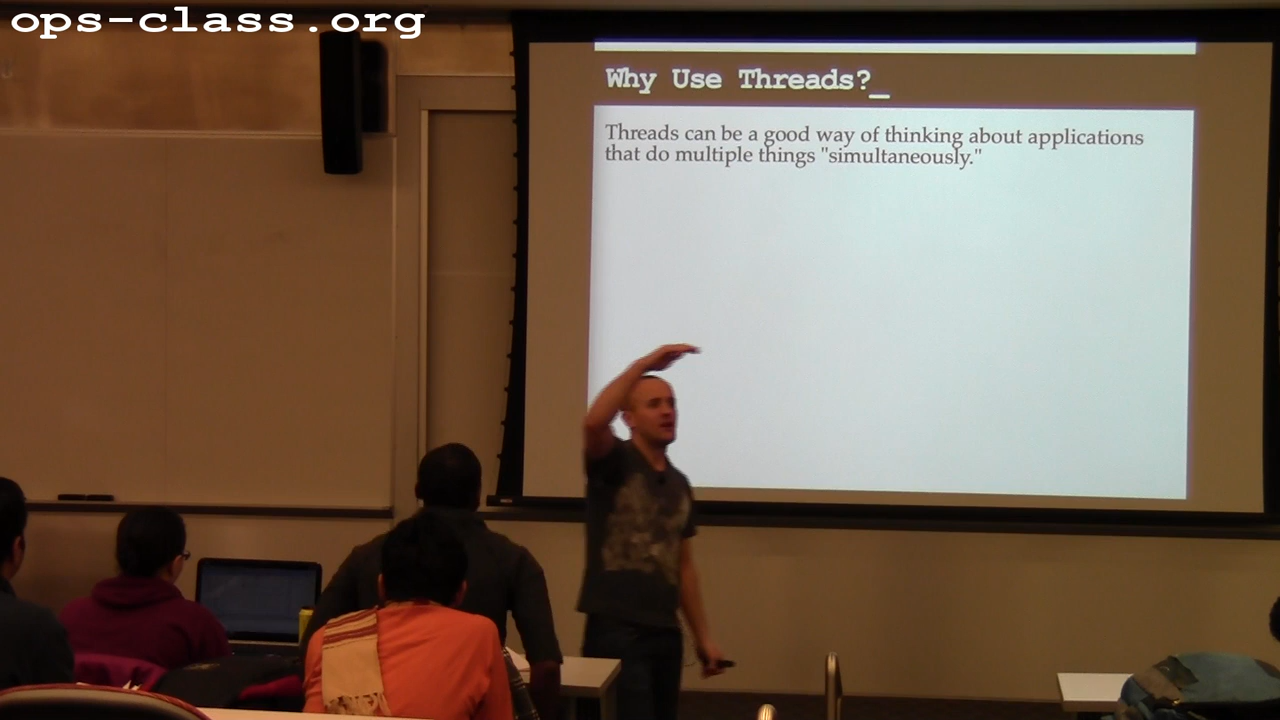 ops-class.org
Why Use Threads?_
Threads can be a good way of thinking about applications
that do multiple things "simultaneously."